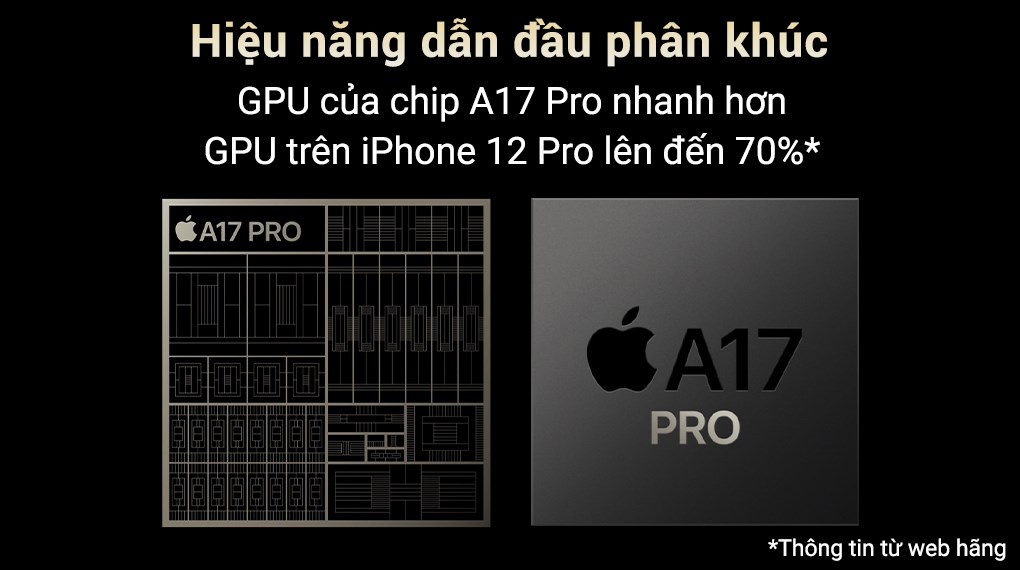 Hiệu năng dẫn đầu phân khúc
GPU của chip A17 Pro nhanh hơn
GPU trên iPhone 12 Pro lên đến 70%*
A17 PRO
A17
PRO
*Thông tin từ web hãng